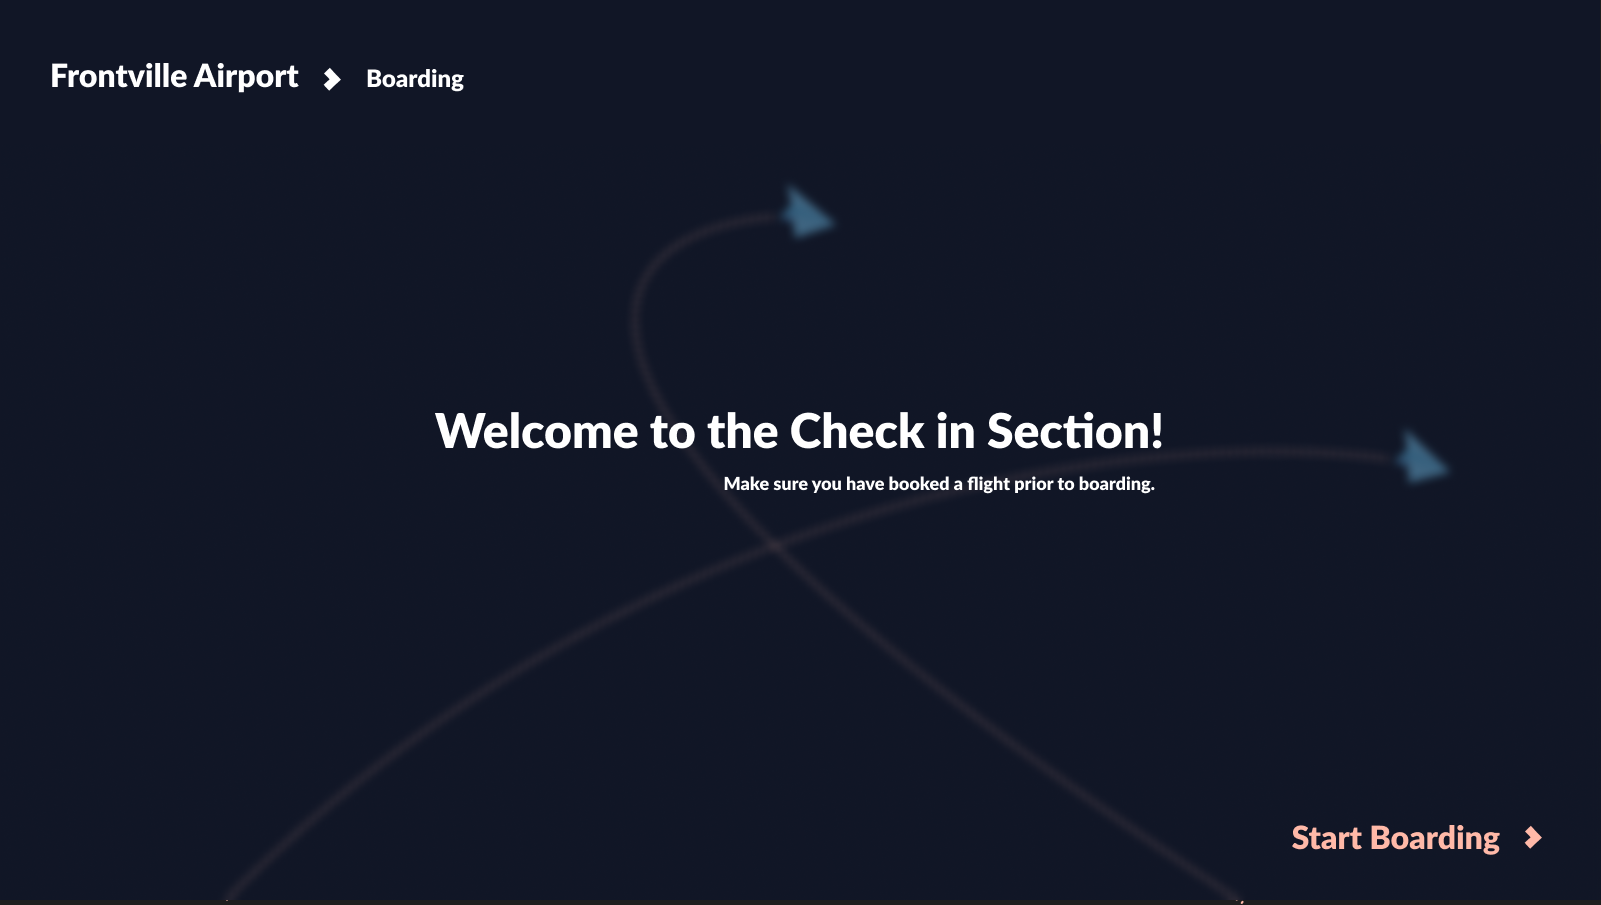 Frontville Airport
Boarding
Welcome to the Check in Section!
Make sure you have booked a flight prior to boarding.
Start Boarding